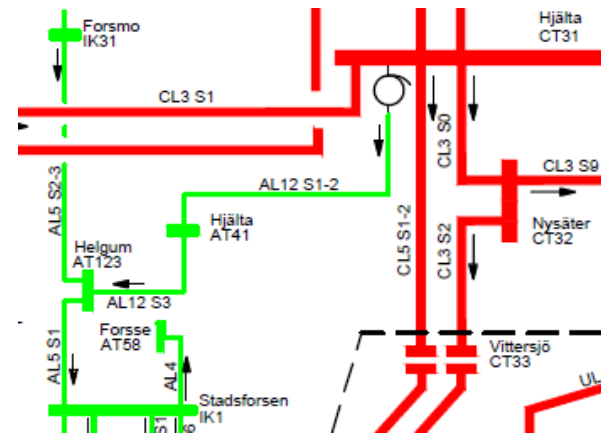 Forsmo
IK31
Hjälta
CT31
CL3 S1
CL3 S0
CL3 S9
AL5 S2-3
AL12 S1-2
Hjälta
AT41
Nysäter
CT32
CL5 S1-2
CL3 S2
Helgum
AT123
AL12 S3
Forsse
AT58
AL5 S1
AL4
Vittersjö
CT33
Stadsforsen
IK1
UL
S1